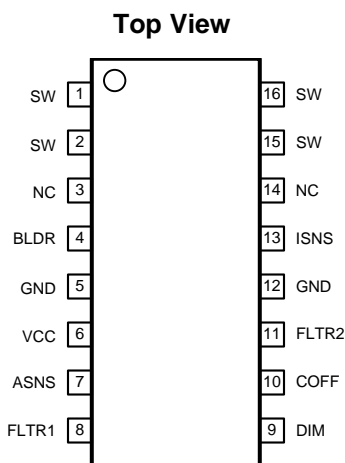 Top View
SW 1 16 SW
SW 2 15 SW
NC 3 14 NC
BLDR 4 13 ISNS
GND 5 12 GND
VCC 6 11 FLTR2
ASNS 7 10 COFF
FLTR1 8 9 DIM